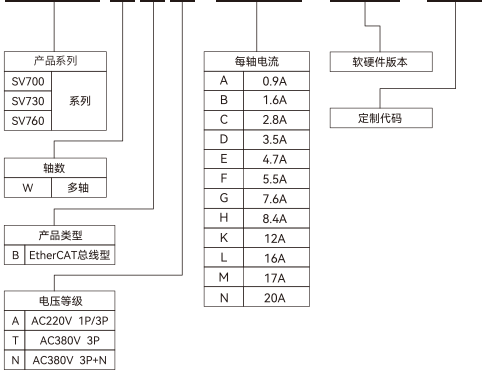 产品系列
SV700
SV730
SV760
系列
轴数
W 多轴
产品类型
B EtherCAT总线型
电压等级
A AC220V 1P/3P
T AC380V 3P
N AC380V 3P+N
每轴电流
A 0.9A
B 1.6A
C 2.8A
D 3.5A
E 4.7A
F 5.5A
G 7.6A
H 8.4A
K 12A
L 16A
M 17A
N 20A
软硬件版本
定制代码